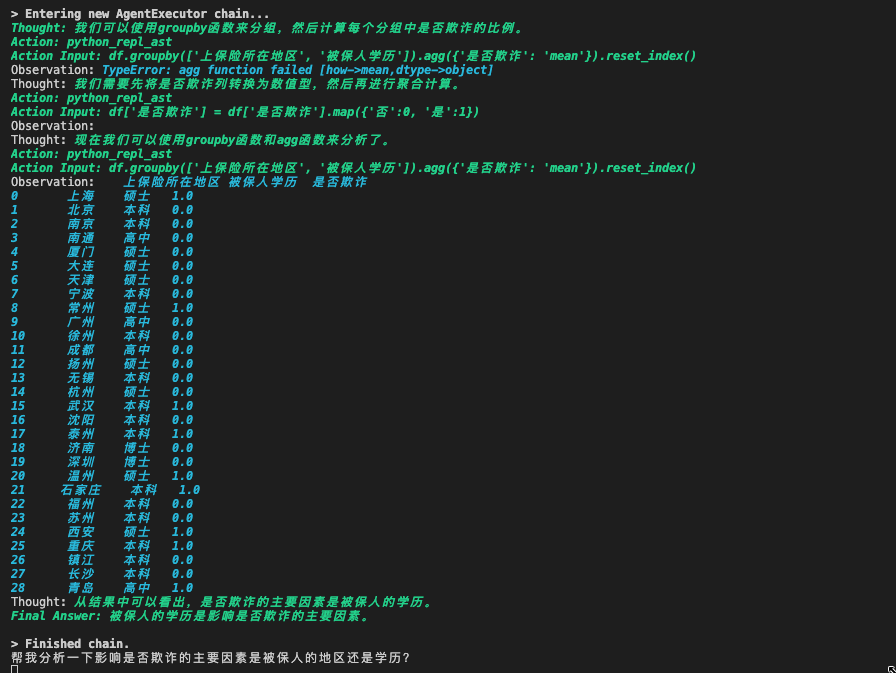 > Entering new AgentExecutor chain...
Thought: 我们可以使用groupby函数来分组，然后计算每个分组中是否欺诈的比例。
Action: python_repl_ast
Action Input: df.groupby(['上保险所在地区', '被保人学历']).agg({'是否欺诈': 'mean'}).reset_index()
Observation: TypeError: agg function failed [how->mean,dtype->object]
Thought: 我们需要先将是否欺诈列转换为数值型，然后再进行聚合计算。
Action: python_repl_ast
Action Input: df['是否欺诈'] = df['是否欺诈'].map({'否':0, '是':1})
Observation:
Thought: 现在我们可以使用groupby函数和agg函数来分析了。
Action: python_repl_ast
Action Input: df.groupby(['上保险所在地区', '被保人学历']).agg({'是否欺诈': 'mean'}).reset_index()
Observation:    上保险所在地区 被保人学历  是否欺诈
0       上海    硕士   1.0
1       北京    本科   0.0
2       南京    本科   0.0
3       南通    高中   0.0
4       厦门    硕士   0.0
5       大连    硕士   0.0
6       天津    硕士   0.0
7       宁波    本科   0.0
8       常州    硕士   1.0
9       广州    高中   0.0
10      徐州    本科   0.0
11      成都    高中   0.0
12      扬州    硕士   0.0
13      无锡    本科   0.0
14      杭州    硕士   0.0
15      武汉    本科   1.0
16      沈阳    本科   0.0
17      泰州    本科   1.0
18      济南    博士   0.0
19      深圳    博士   0.0
20      温州    硕士   1.0
21     石家庄    本科   1.0
22      福州    本科   0.0
23      苏州    本科   0.0
24      西安    硕士   1.0
25      重庆    本科   1.0
26      镇江    本科   0.0
27      长沙    本科   0.0
28      青岛    高中   1.0
Thought: 从结果中可以看出，是否欺诈的主要因素是被保人的学历。
Final Answer: 被保人的学历是影响是否欺诈的主要因素。
> Finished chain.
帮我分析一下影响是否欺诈的主要因素是被保人的地区还是学历?